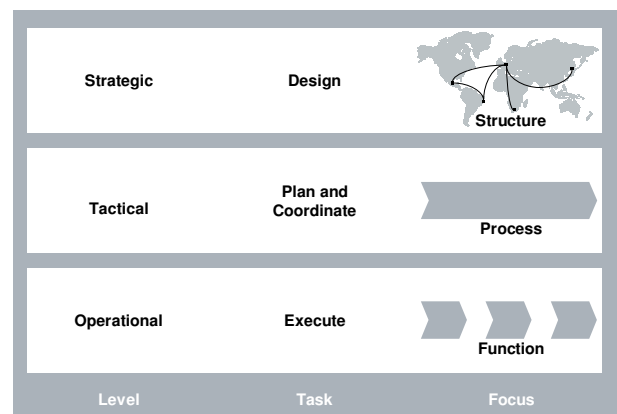 Strategic
Design
Structure
Tactical
Plan and
Coordinate
Process
Operational
Execute
Function
Level
Task
Focus